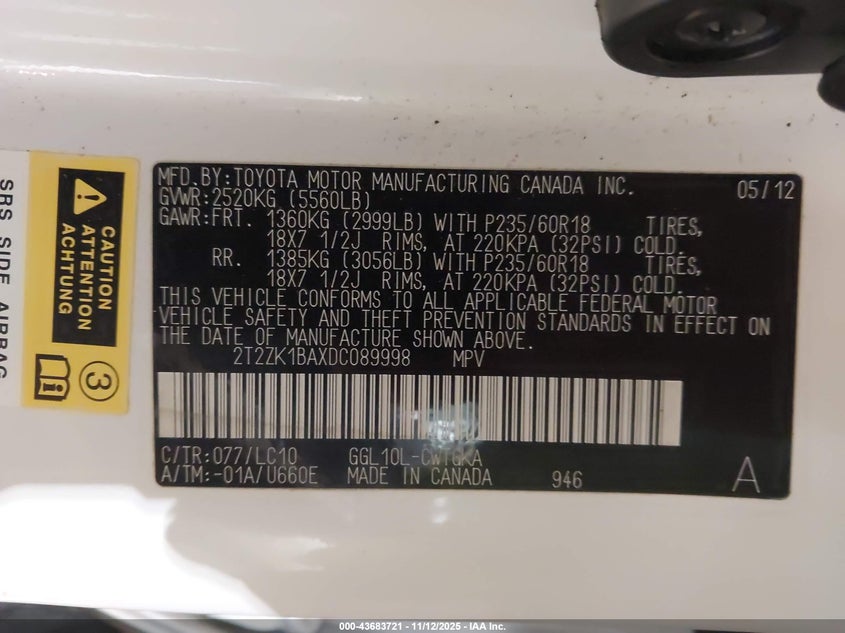 MFD.BY:TOYOTA MOTOR MANUFACTURING CANADA INC. 05/12
GVWR:2520KG (5560LB)
GAWR:FRT. 1360KG (2999LB) WITH P235/60R18 TIRES,
18X7 1/2J RIMS, AT 220KPA (32PSI) COLD.
RR. 1385KG (3056LB) WITH P235/60R18 TIRES,
18X7 1/2J RIMS, AT 220KPA (32PSI) COLD.
THIS VEHICLE CONFORMS TO ALL APPLICABLE FEDERAL MOTOR
VEHICLE SAFETY AND THEFT PREVENTION STANDARDS IN EFFECT ON
THE DATE OF MANUFACTURE SHOWN ABOVE.
2T2ZK1BAXDC089998 MPV
C/TR:077/LC10 GGL10L-CWTGKA
A/TM:-01A/U660E MADE IN CANADA 946 A
CAUTION
ATTENTION
ACHTUNG
3
SRS SIDE AIRBAG
000-43683721 - 11/12/2025 - IAA Inc.